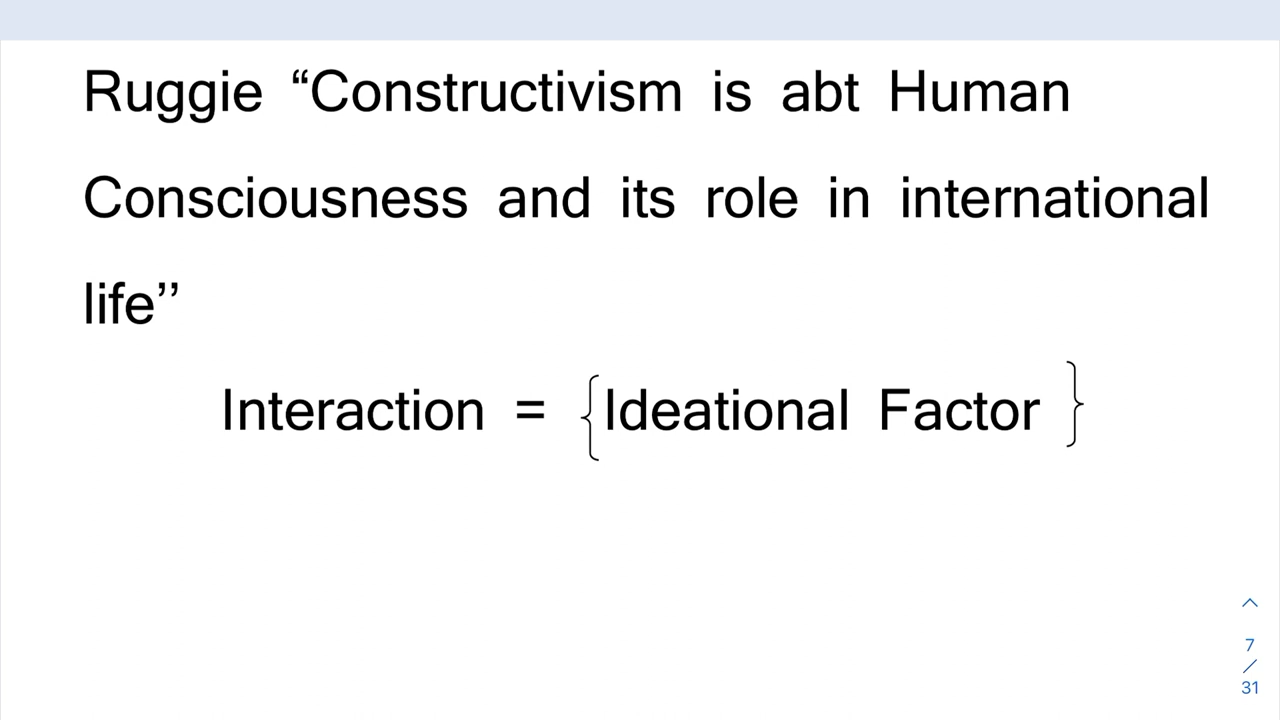 Ruggie “Constructivism is abt Human
Consciousness and its role in international
life’’
Interaction = {Ideational Factor }
7
/
31